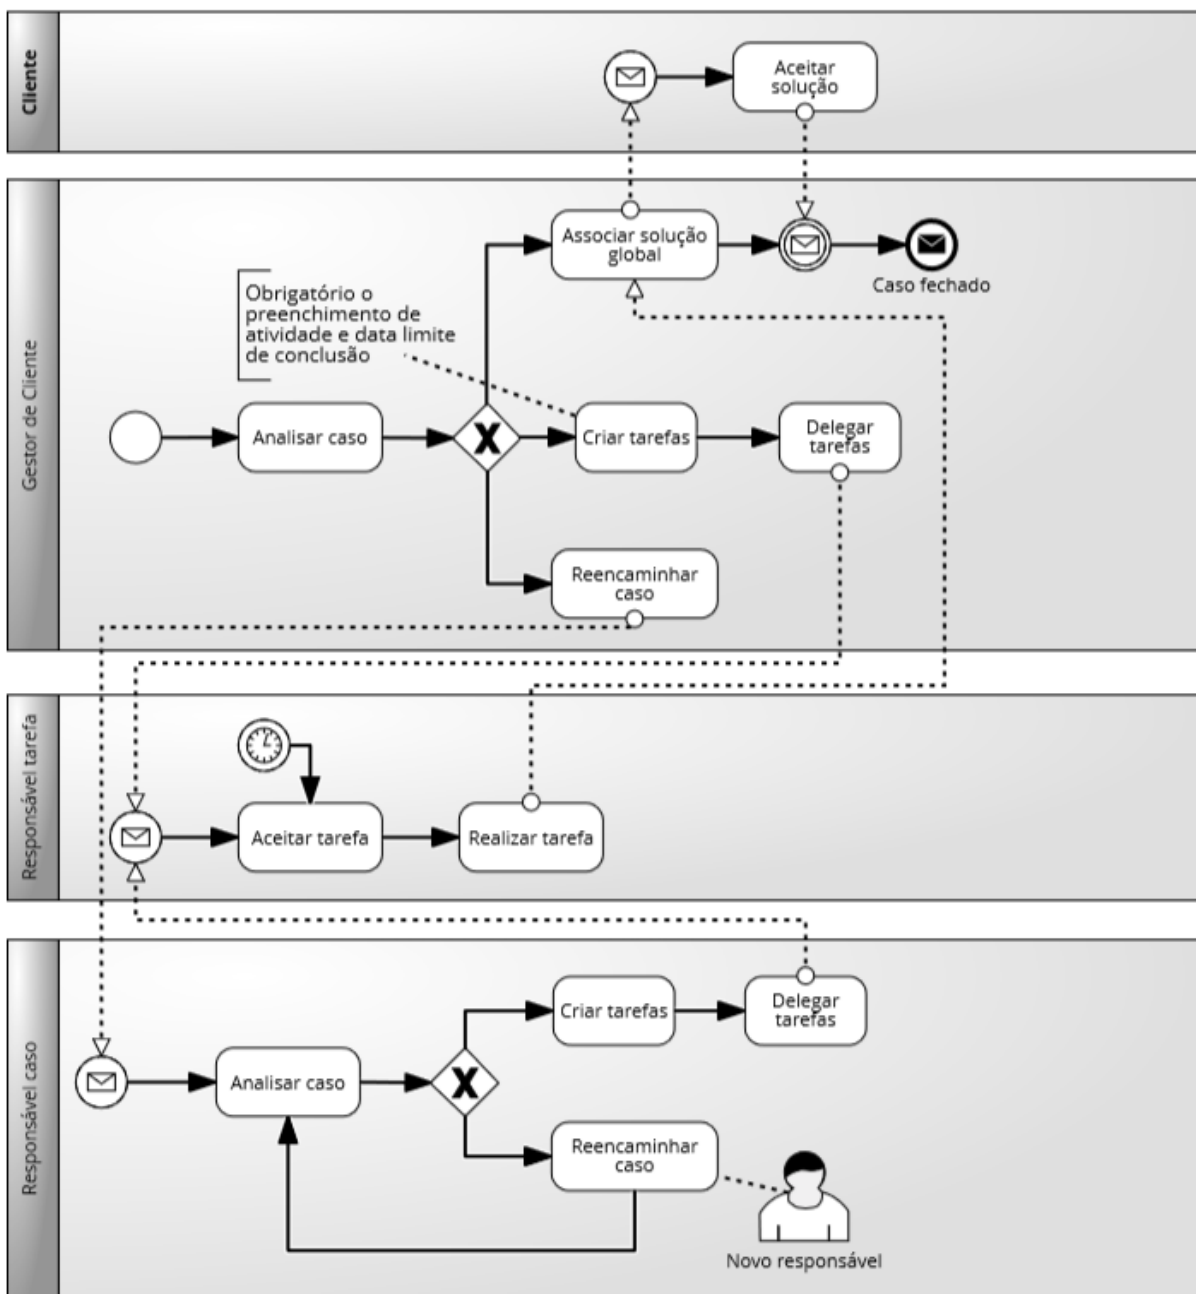 Cliente
Aceitar
solução
Gestor de Cliente
Associar solução
global
Caso fechado
Obrigatório o
preenchimento de
atividade e data limite
de conclusão
Analisar caso
X
Criar tarefas
Delegar
tarefas
Reencaminhar
caso
Responsável tarefa
Aceitar tarefa
Realizar tarefa
Responsável caso
Criar tarefas
Delegar
tarefas
Analisar caso
X
Reencaminhar
caso
Novo responsável